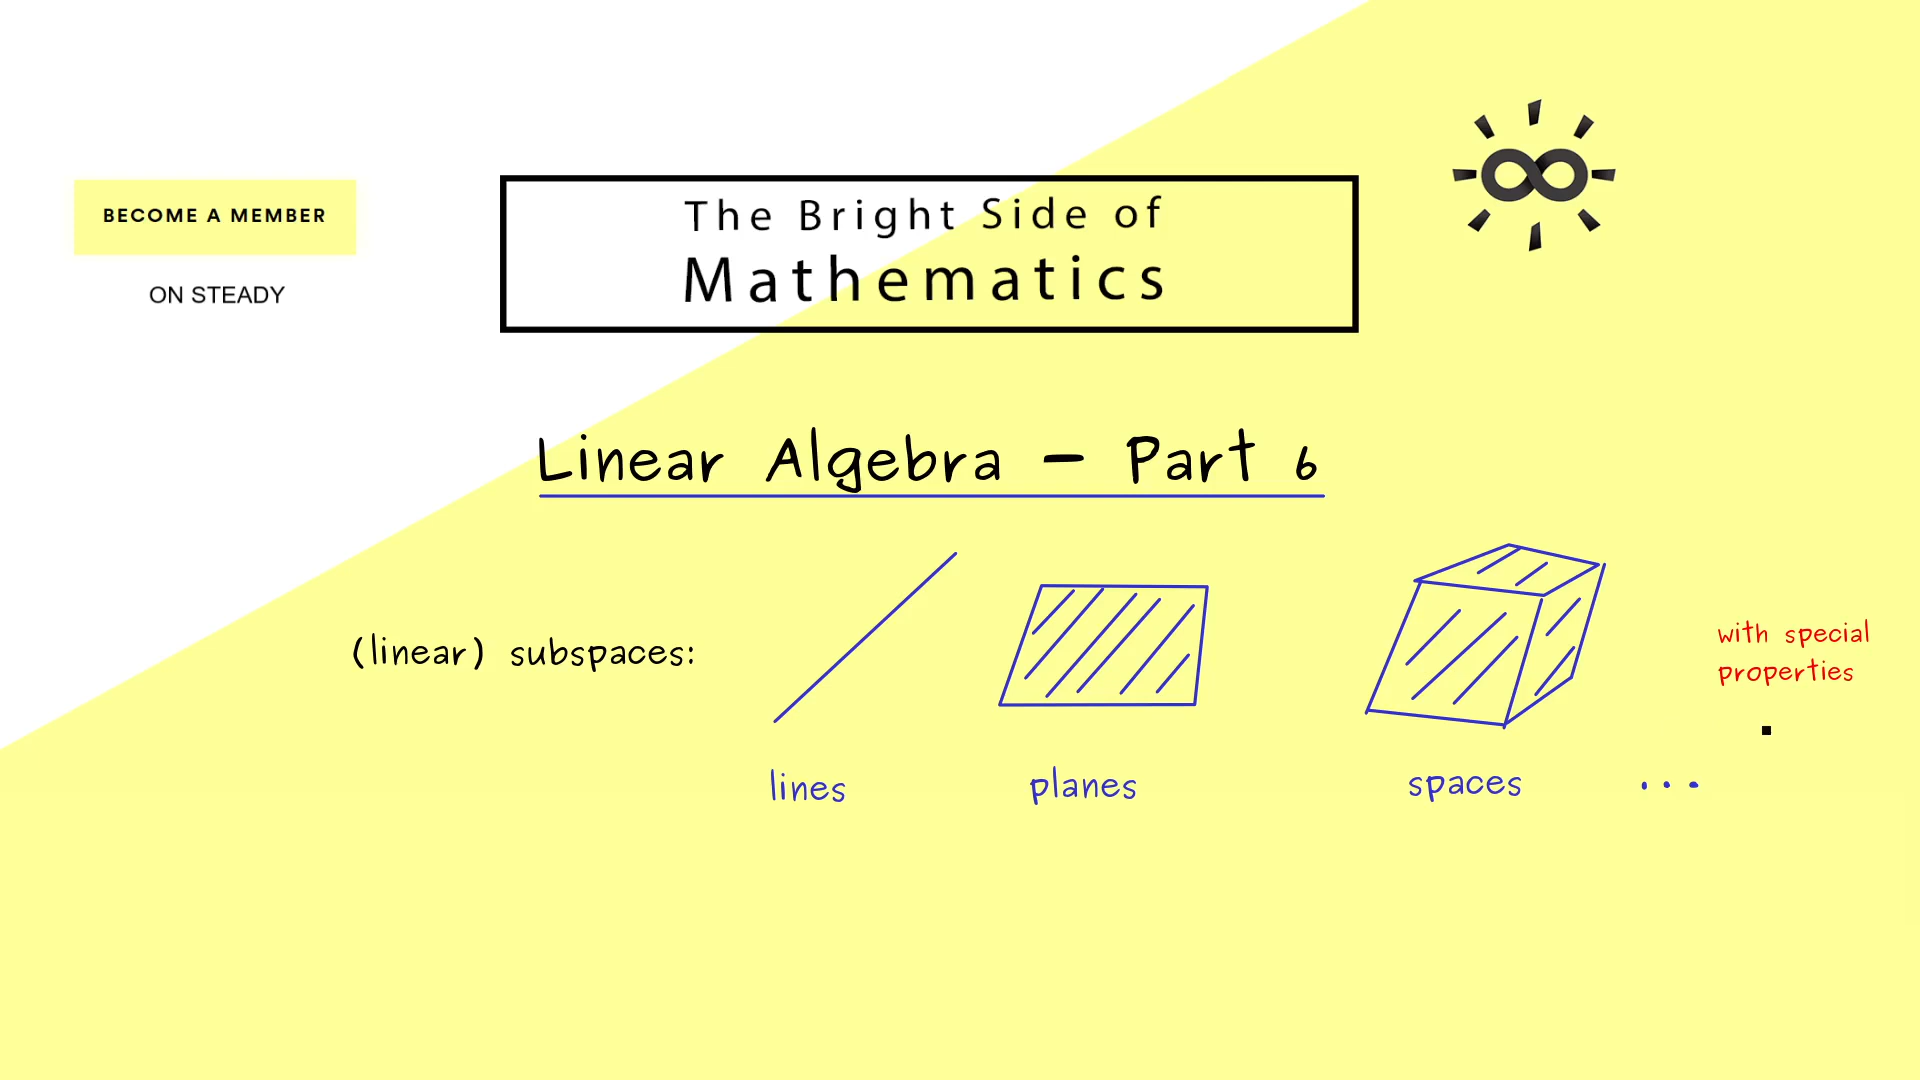 BECOME A MEMBER
ON STEADY
The Bright Side of
Mathematics
Linear Algebra – Part 6
(linear) subspaces:
with special
properties
lines planes spaces ...